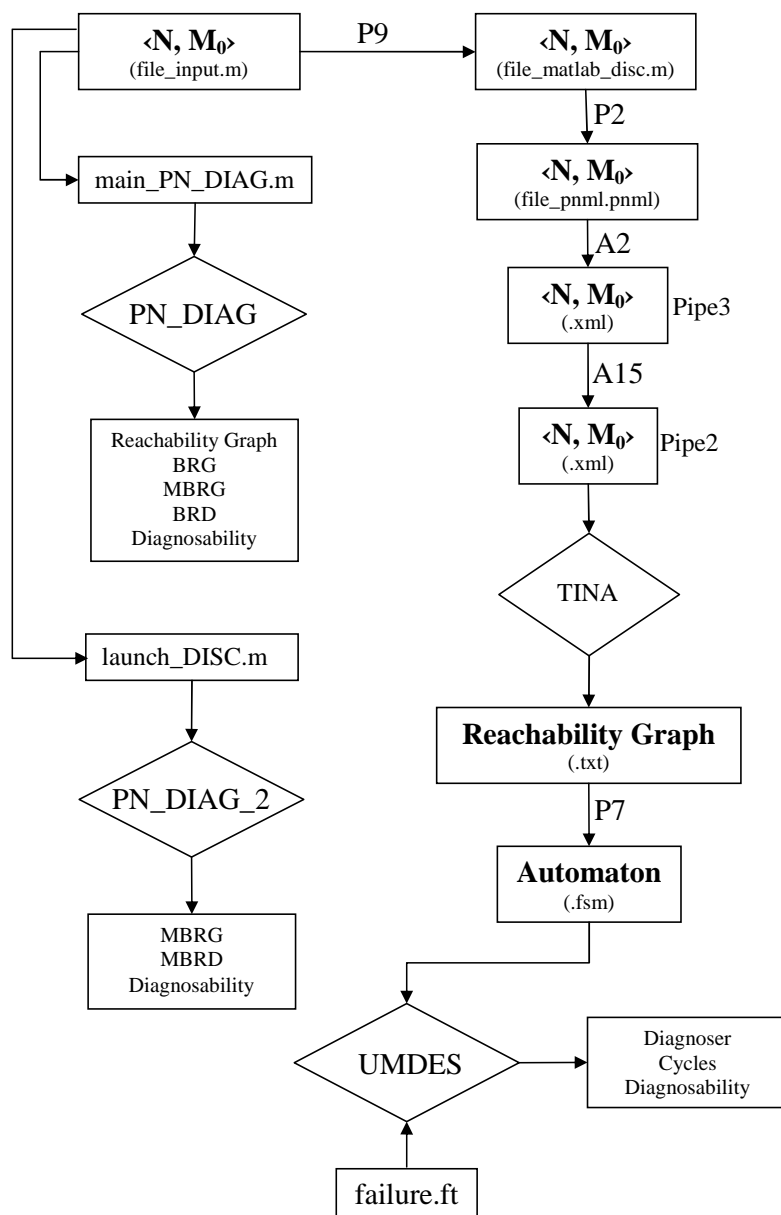 ‹N, M₀›
(file_input.m)
P9
‹N, M₀›
(file_matlab_disc.m)
P2
‹N, M₀›
(file_pnml.pnml)
A2
‹N, M₀›
(.xml)
Pipe3
A15
‹N, M₀›
(.xml)
Pipe2
TINA
Reachability Graph
(.txt)
P7
Automaton
(.fsm)
main_PN_DIAG.m
PN_DIAG
Reachability Graph
BRG
MBRG
BRD
Diagnosability
launch_DISC.m
PN_DIAG_2
MBRG
MBRD
Diagnosability
UMDES
Diagnoser
Cycles
Diagnosability
failure.ft